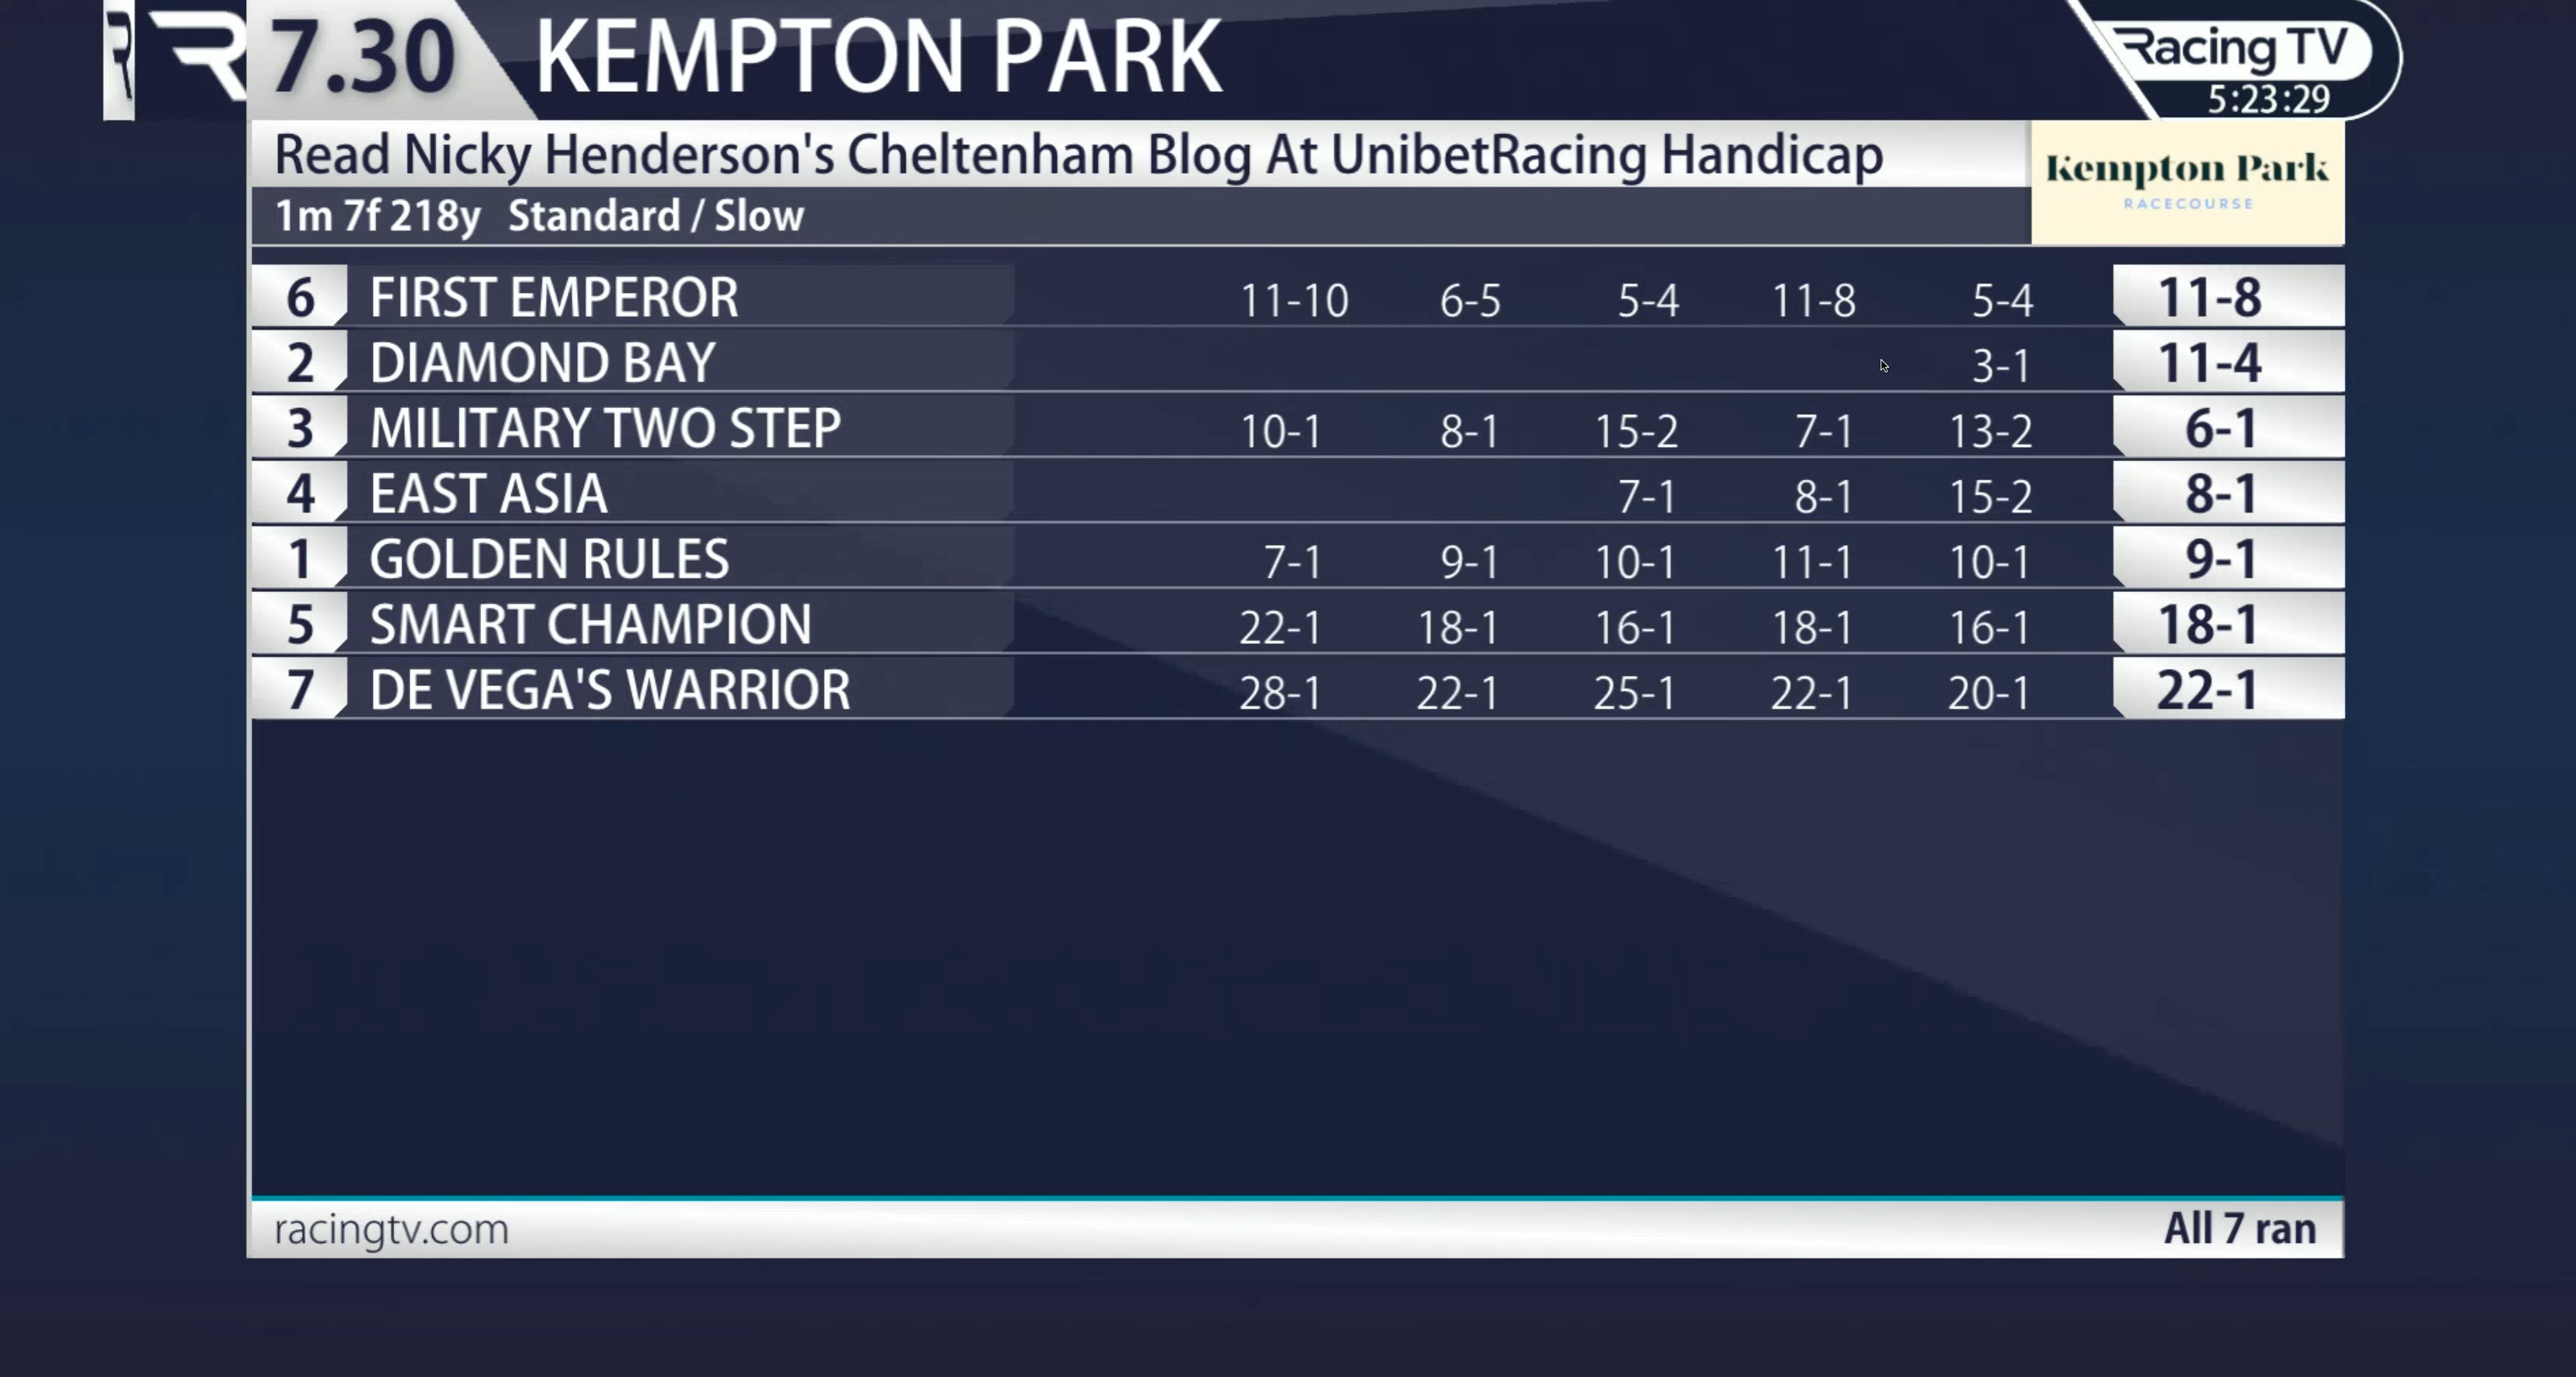 7.30 KEMPTON PARK
Racing TV
5:23:29
Read Nicky Henderson's Cheltenham Blog At UnibetRacing Handicap
Kempton Park
RACECOURSE
1m 7f 218y Standard / Slow
6 FIRST EMPEROR 11-10 6-5 5-4 11-8 5-4 11-8
2 DIAMOND BAY 3-1 11-4
3 MILITARY TWO STEP 10-1 8-1 15-2 7-1 13-2 6-1
4 EAST ASIA 7-1 8-1 15-2 8-1
1 GOLDEN RULES 7-1 9-1 10-1 11-1 10-1 9-1
5 SMART CHAMPION 22-1 18-1 16-1 18-1 16-1 18-1
7 DE VEGA'S WARRIOR 28-1 22-1 25-1 22-1 20-1 22-1
racingtv.com All 7 ran